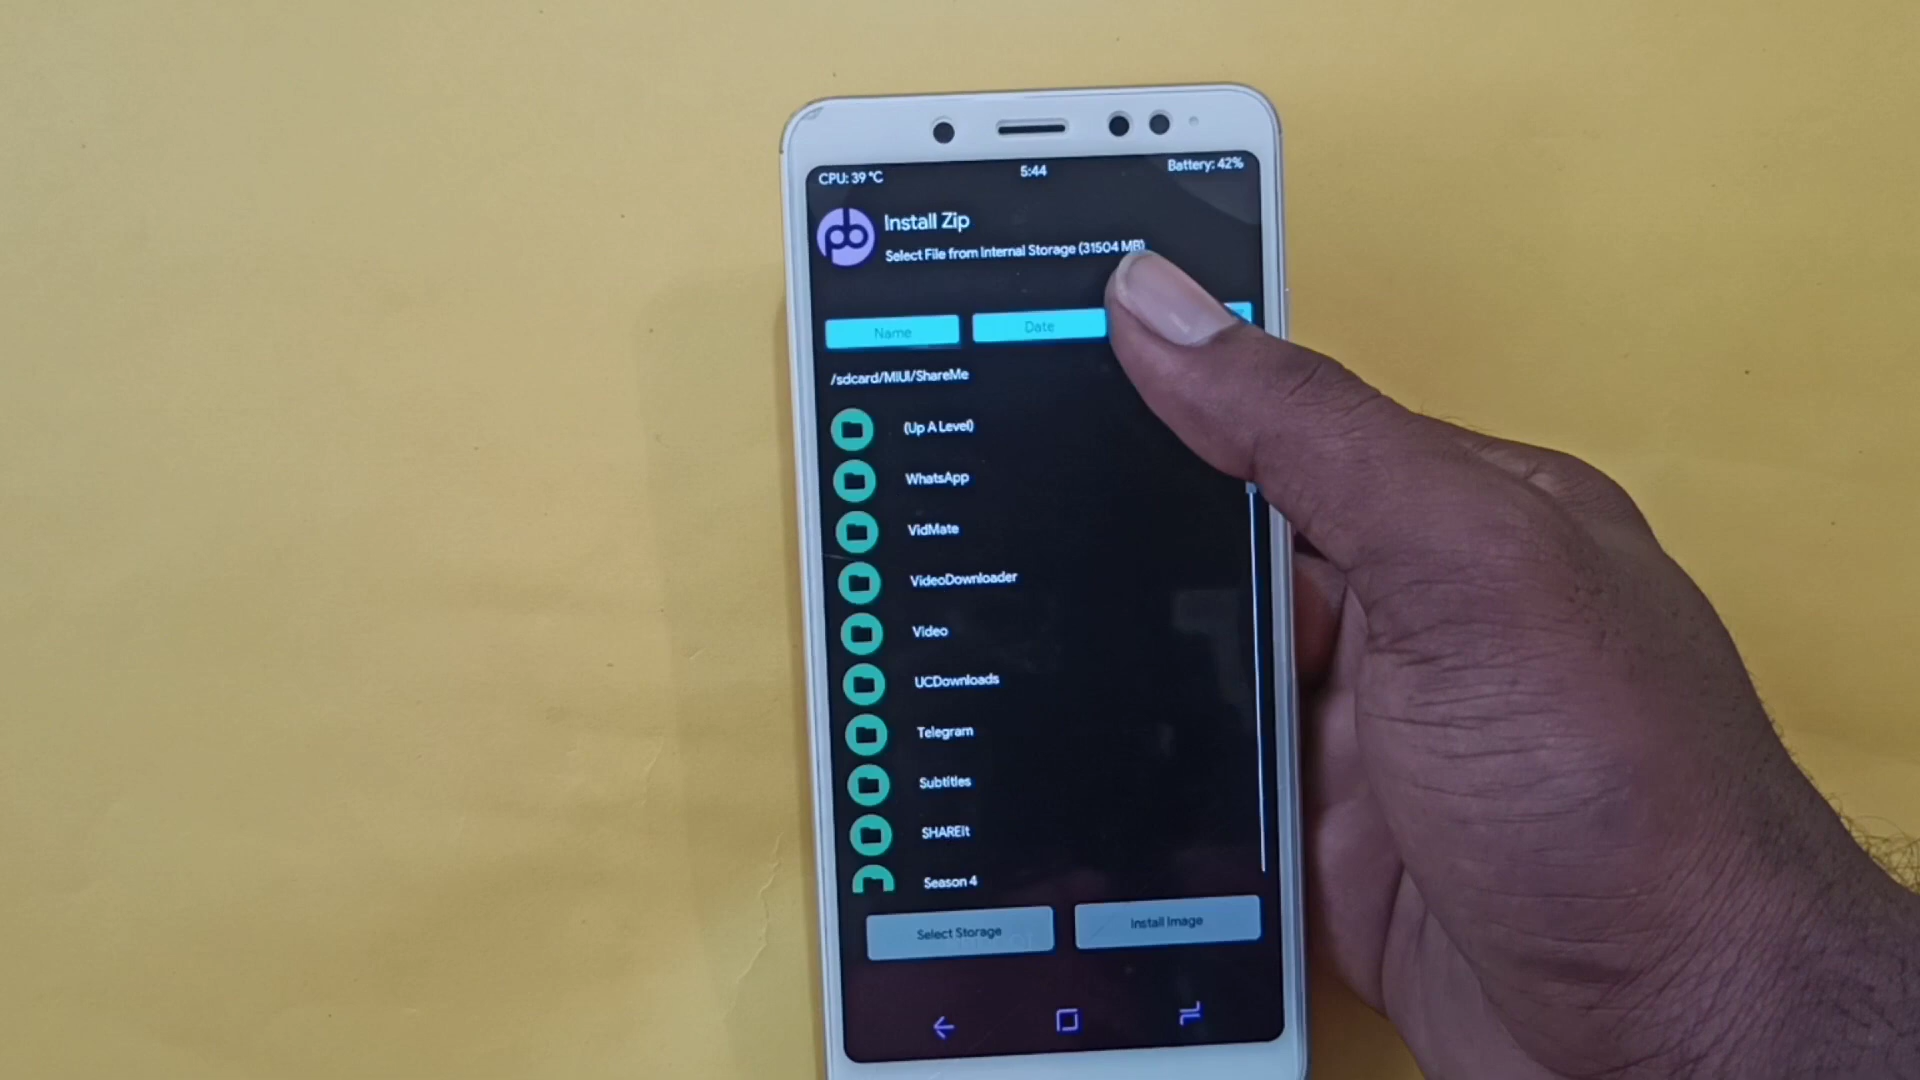 CPU: 39 °C
5:44
Battery: 42%
pb
Install Zip
Select File from Internal Storage (31504 MB)
Name
Date
/sdcard/MIUI/ShareMe
(Up A Level)
WhatsApp
VidMate
VideoDownloader
Video
UCDownloads
Telegram
Subtitles
SHAREit
Season 4
Select Storage
Install Image